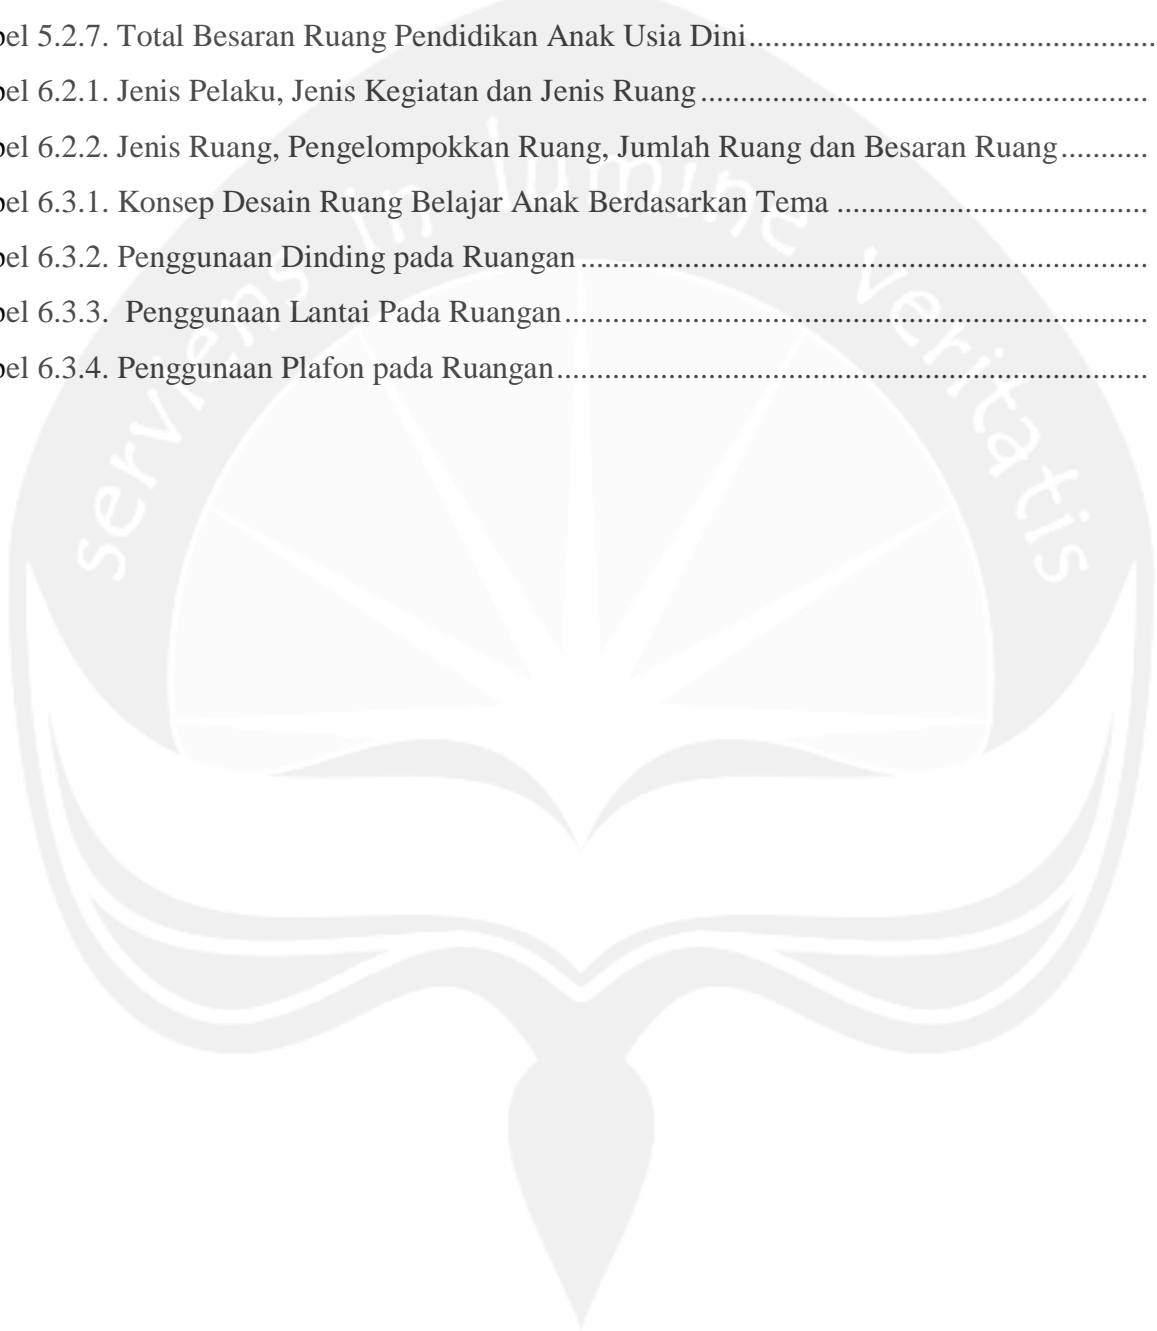 bel 5.2.7. Total Besaran Ruang Pendidikan Anak Usia Dini...................................................
bel 6.2.1. Jenis Pelaku, Jenis Kegiatan dan Jenis Ruang........................................................
bel 6.2.2. Jenis Ruang, Pengelompokkan Ruang, Jumlah Ruang dan Besaran Ruang...........
bel 6.3.1. Konsep Desain Ruang Belajar Anak Berdasarkan Tema .......................................
bel 6.3.2. Penggunaan Dinding pada Ruangan.......................................................................
bel 6.3.3. Penggunaan Lantai Pada Ruangan.........................................................................
bel 6.3.4. Penggunaan Plafon pada Ruangan..........................................................................
serviens in lumine veritatis